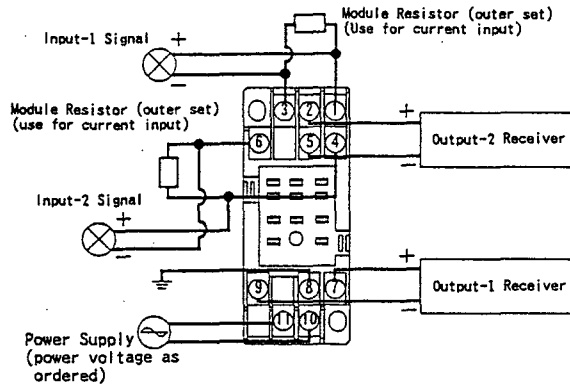 Module Resistor (outer set)
(Use for current input)
Input-1 Signal
+
−
Module Resistor (outer set)
(use for current input)
3 2 1
6 5 4
+
Output-2 Receiver
−
Input-2 Signal
+
−
+
Output-1 Receiver
−
9 8 7
11 10
Power Supply
(power voltage as
ordered)